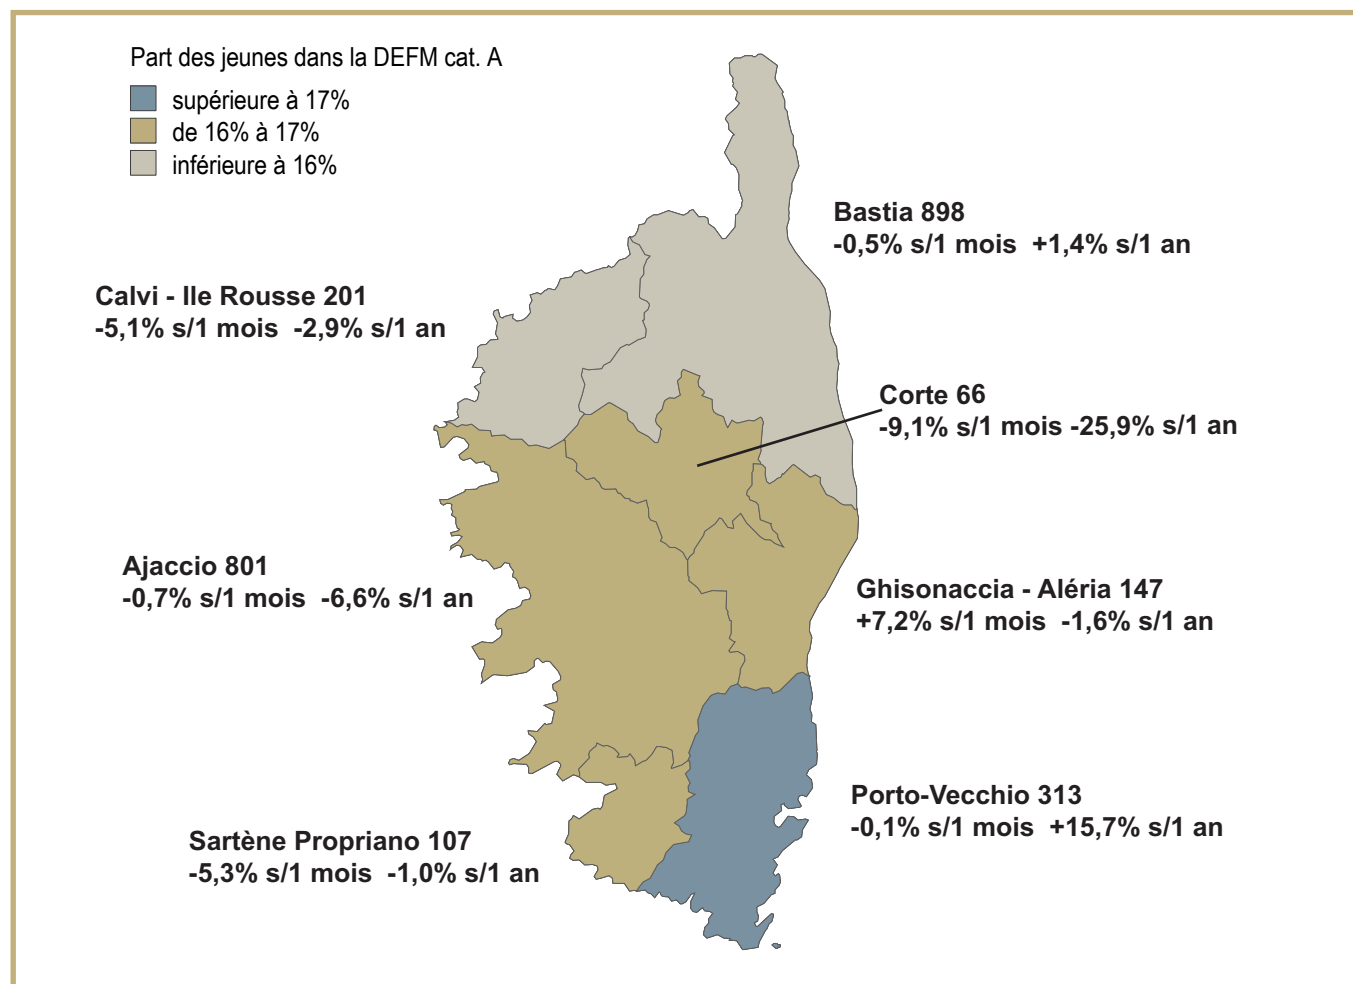 Part des jeunes dans la DEFM cat. A
supérieure à 17%
de 16% à 17%
inférieure à 16%
Bastia 898
-0,5% s/1 mois +1,4% s/1 an
Calvi - Ile Rousse 201
-5,1% s/1 mois -2,9% s/1 an
Corte 66
-9,1% s/1 mois -25,9% s/1 an
Ajaccio 801
-0,7% s/1 mois -6,6% s/1 an
Ghisonaccia - Aléria 147
+7,2% s/1 mois -1,6% s/1 an
Porto-Vecchio 313
-0,1% s/1 mois +15,7% s/1 an
Sartène Propriano 107
-5,3% s/1 mois -1,0% s/1 an